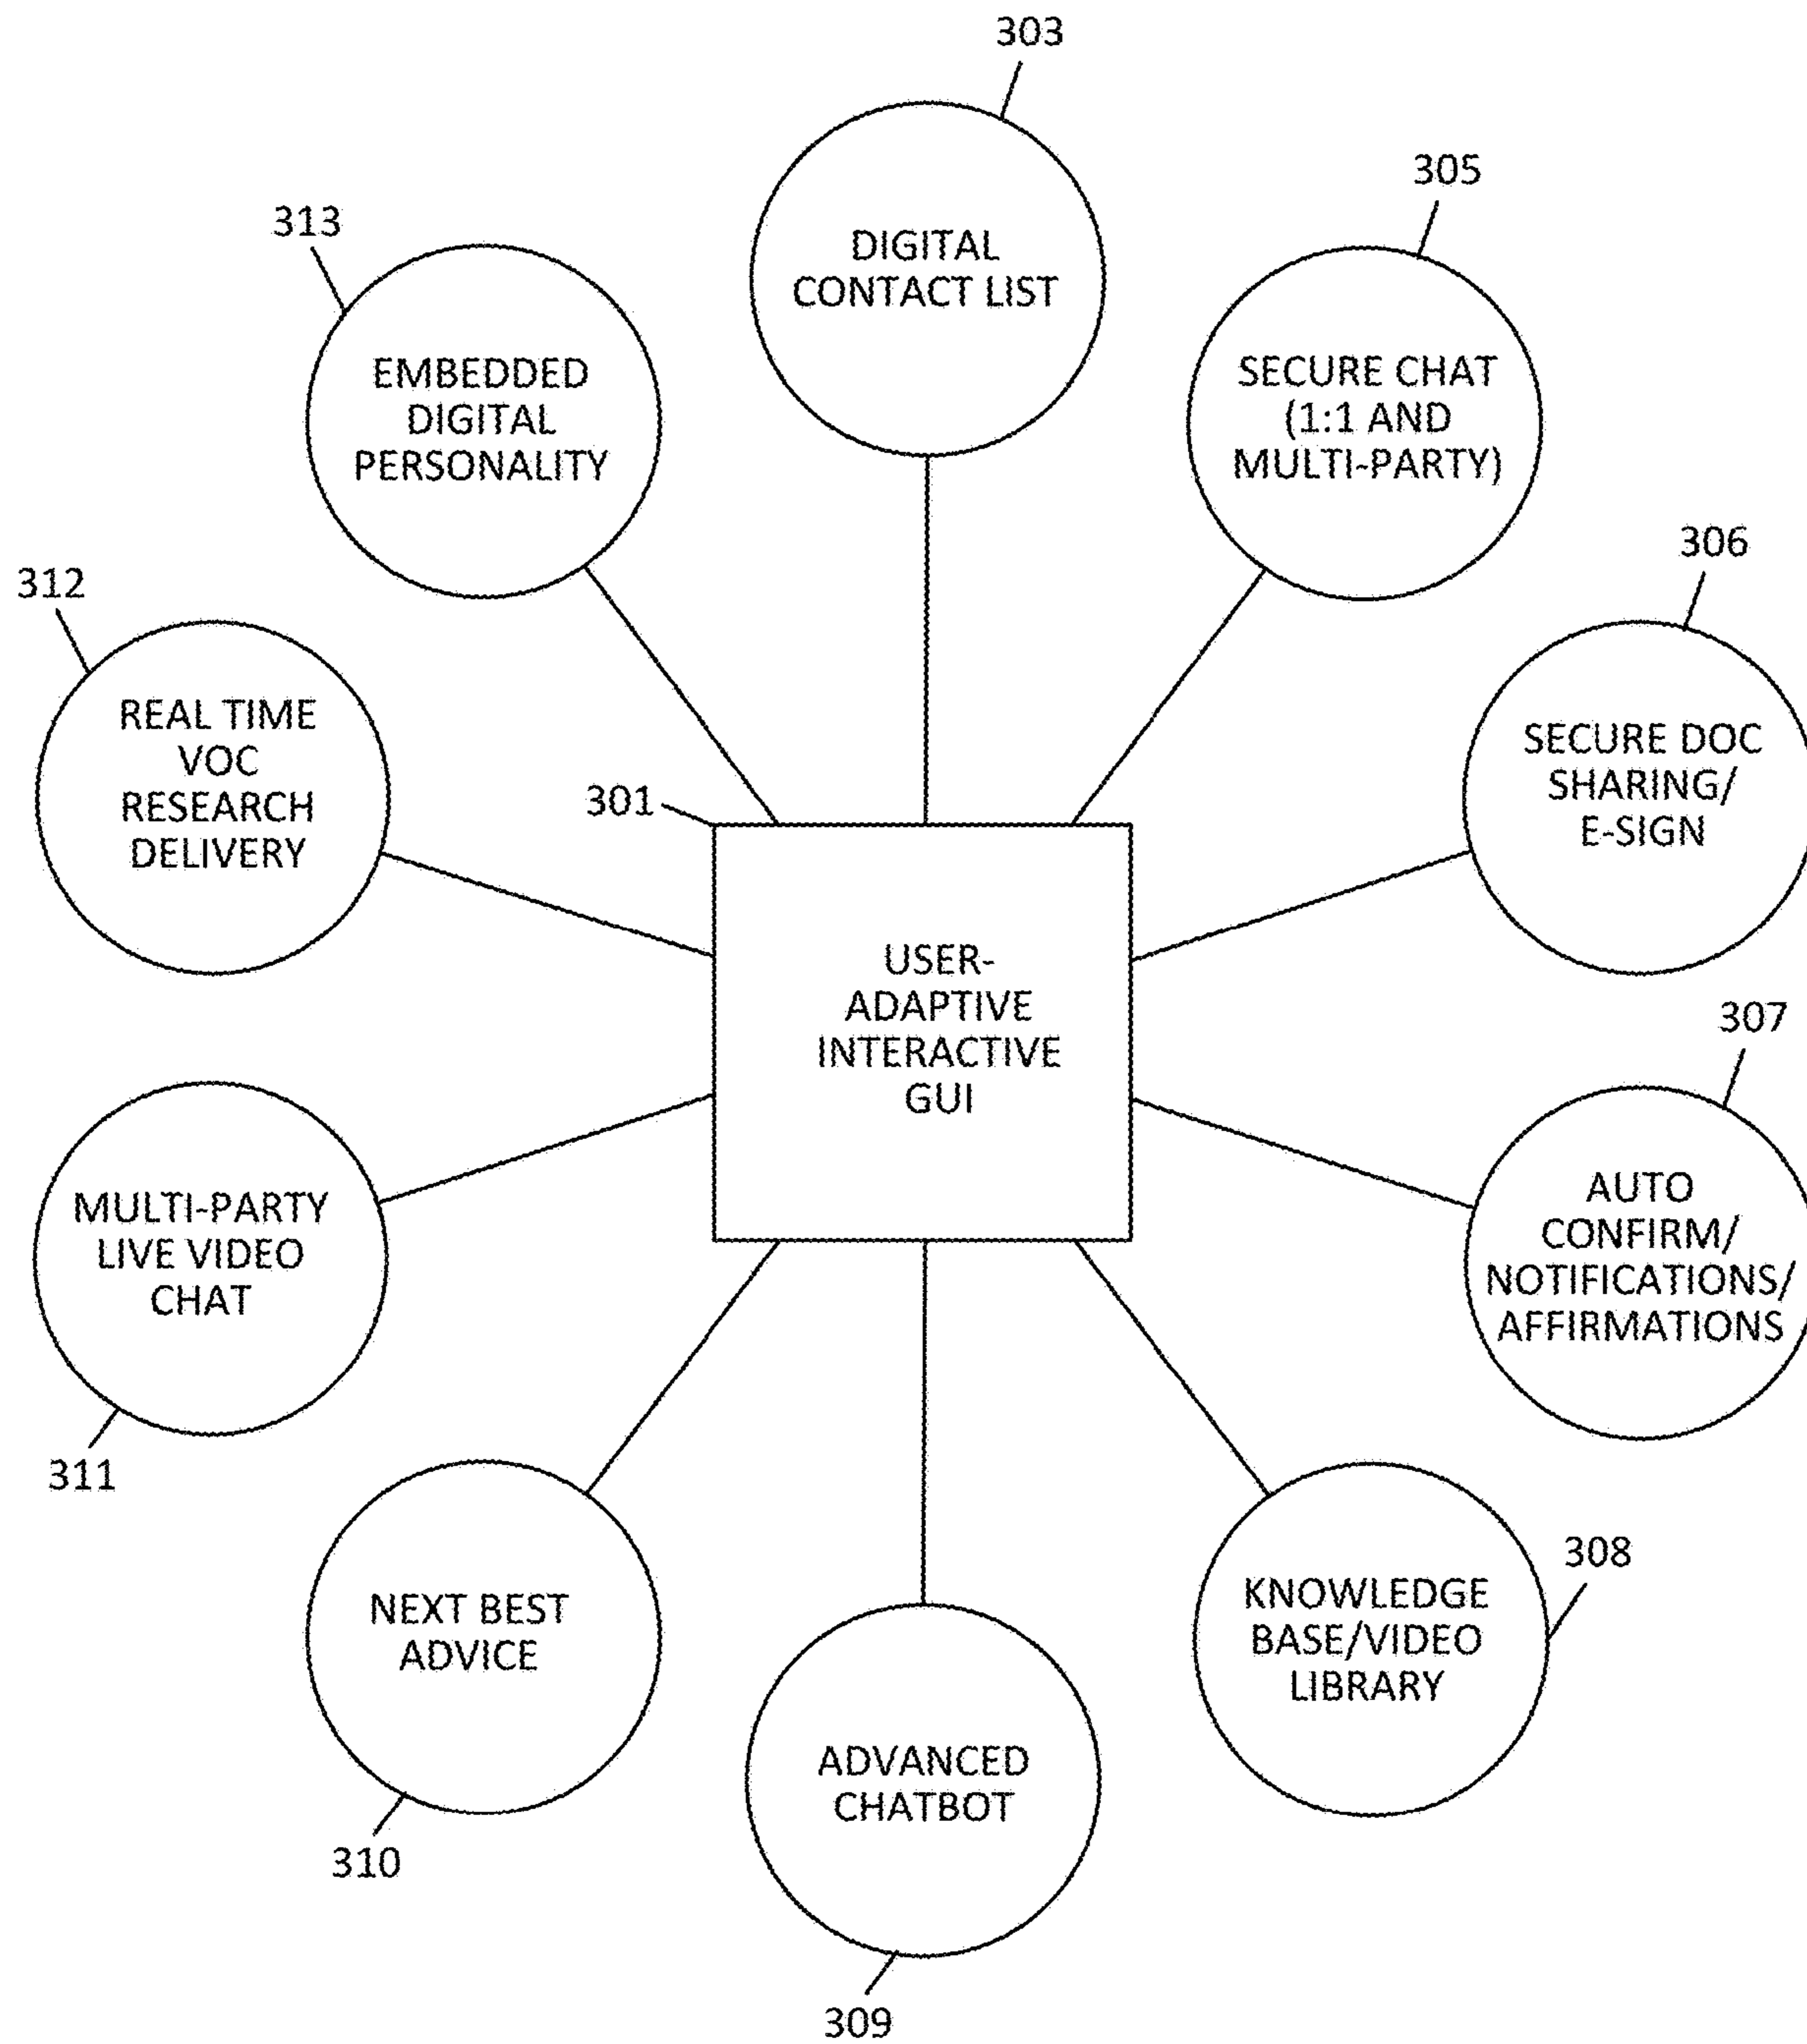 303
DIGITAL
CONTACT LIST
305
SECURE CHAT
(1:1 AND
MULTI-PARTY)
313
EMBEDDED
DIGITAL
PERSONALITY
306
SECURE DOC
SHARING/
E-SIGN
312
REAL TIME
VOC
RESEARCH
DELIVERY
301
USER-
ADAPTIVE
INTERACTIVE
GUI
307
AUTO
CONFIRM/
NOTIFICATIONS/
AFFIRMATIONS
MULTI-PARTY
LIVE VIDEO
CHAT
311
308
KNOWLEDGE
BASE/VIDEO
LIBRARY
NEXT BEST
ADVICE
310
ADVANCED
CHATBOT
309